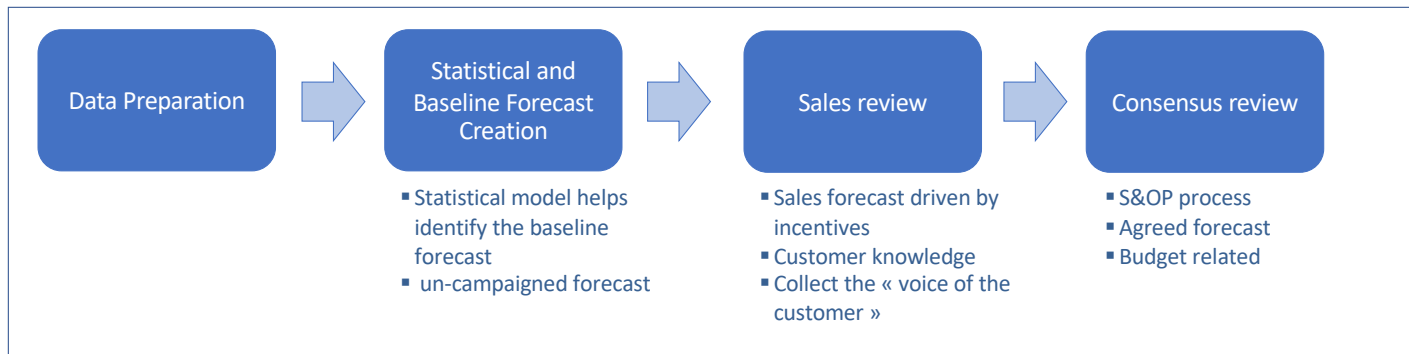 Data Preparation
Statistical and
Baseline Forecast
Creation
Sales review
Consensus review
▪ Statistical model helps
identify the baseline
forecast
▪ un-campaigned forecast
▪ Sales forecast driven by
incentives
▪ Customer knowledge
▪ Collect the « voice of the
customer »
▪ S&OP process
▪ Agreed forecast
▪ Budget related